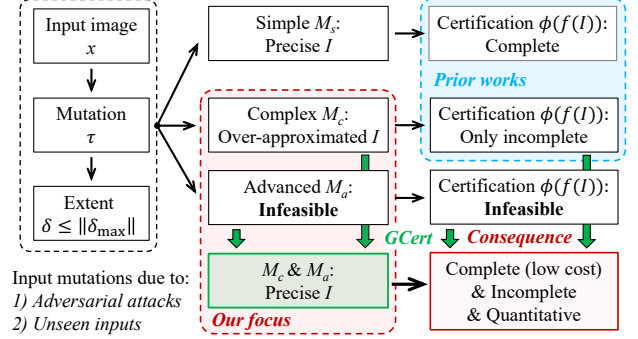 Input image
x
Mutation
τ
Extent
δ ≤ ‖δmax‖
Input mutations due to:
1) Adversarial attacks
2) Unseen inputs
Simple Ms:
Precise I
Complex Mc:
Over-approximated I
Advanced Ma:
Infeasible
Mc & Ma:
Precise I
Our focus
Certification ϕ(f(I)):
Complete
Prior works
Certification ϕ(f(I)):
Only incomplete
Certification ϕ(f(I)):
Infeasible
GCert Consequence
Complete (low cost)
& Incomplete
& Quantitative